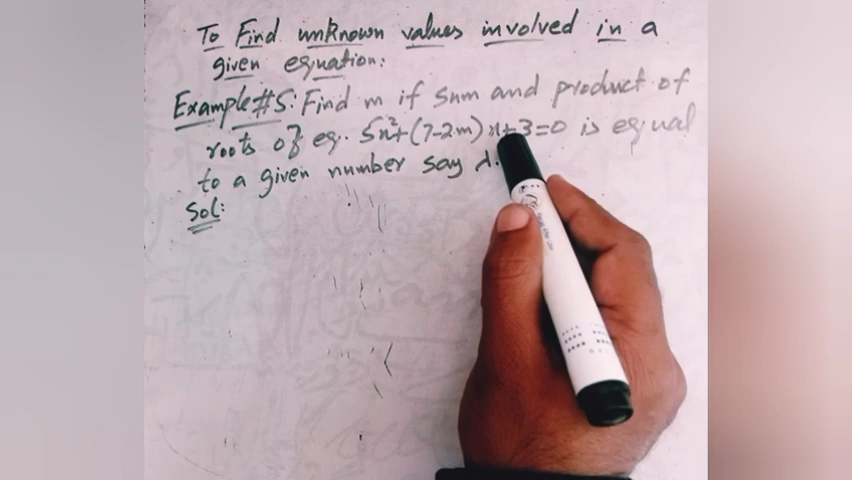 To Find unknown values involved in a
given equation:
Example#5: Find m if sum and product of
roots of eq. 5x²+(7-2m)x+3=0 is equal
to a given number say λ.
Sol: